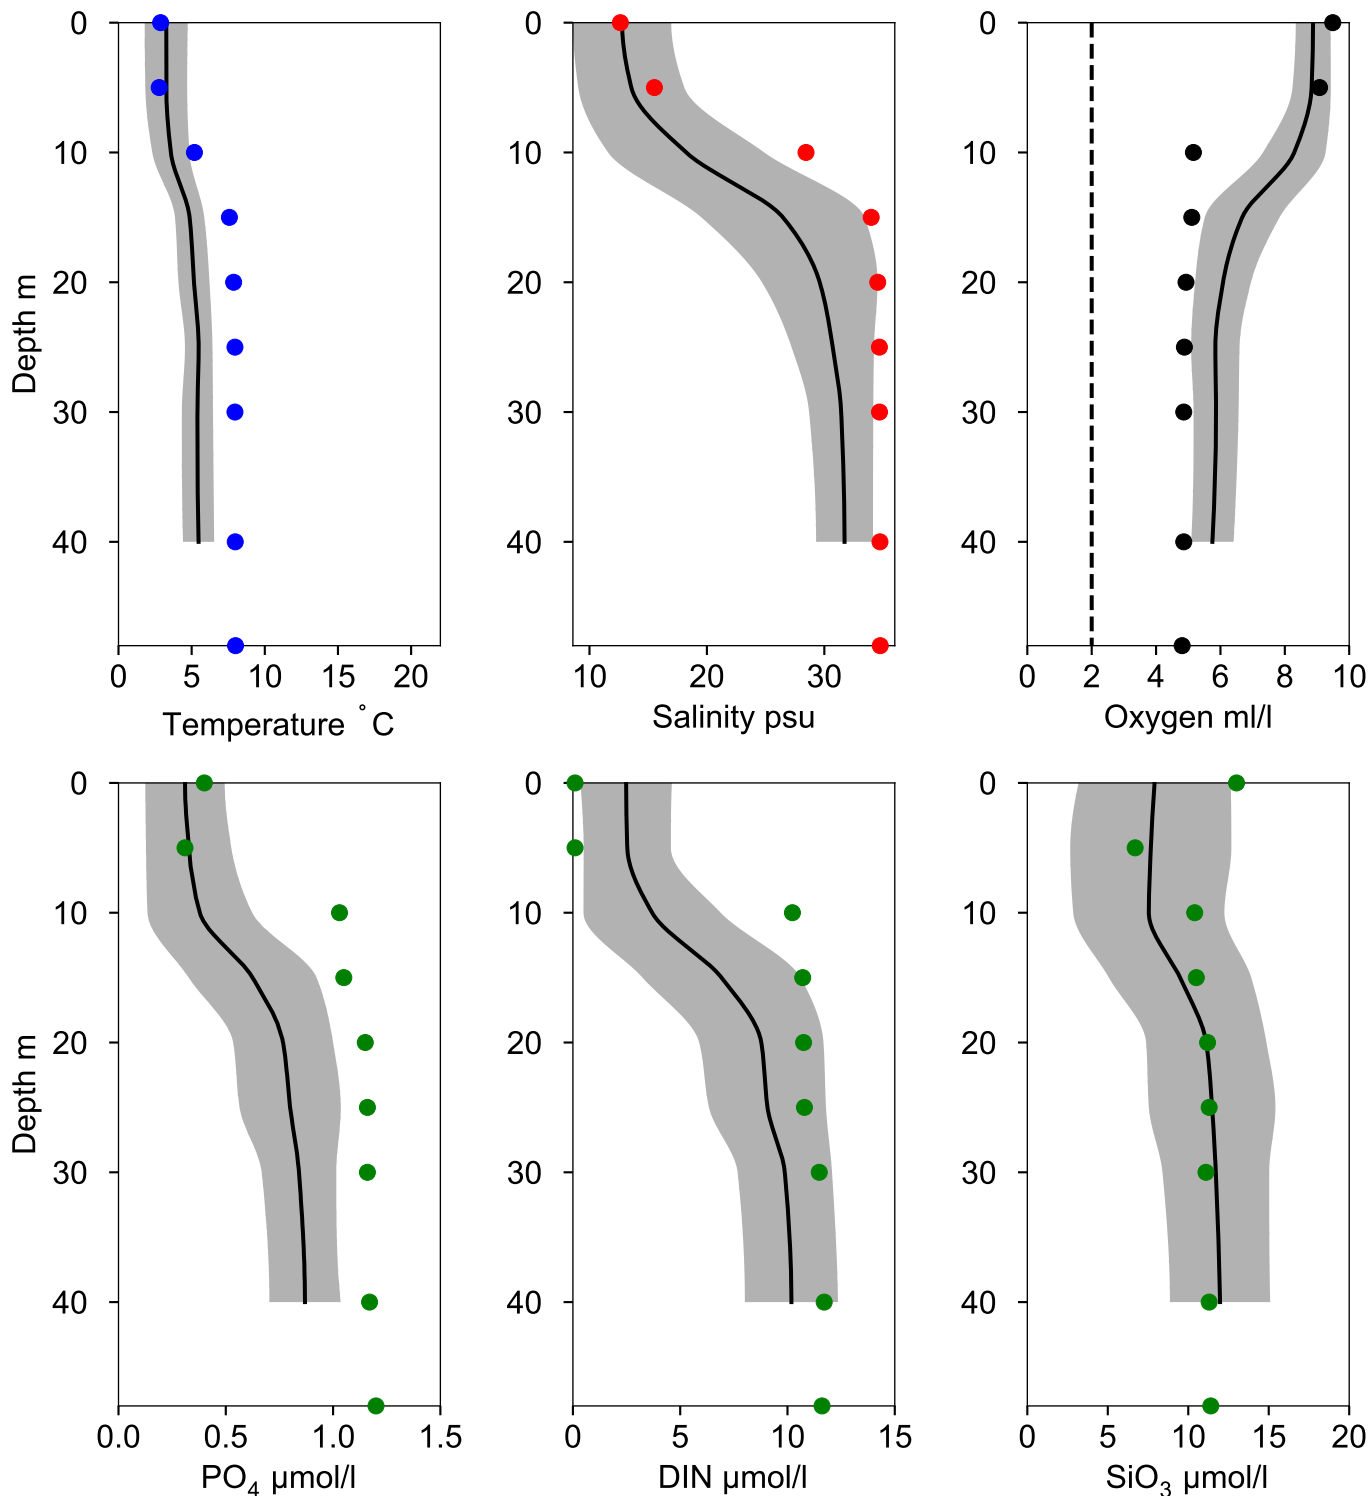 0
10
20
30
40
Depth m
0 5 10 15 20
Temperature °C
0
10
20
30
40
10 20 30
Salinity psu
0
10
20
30
40
0 2 4 6 8 10
Oxygen ml/l
0
10
20
30
40
Depth m
0.0 0.5 1.0 1.5
PO₄ µmol/l
0
10
20
30
40
0 5 10 15
DIN µmol/l
0
10
20
30
40
0 5 10 15 20
SiO₃ µmol/l